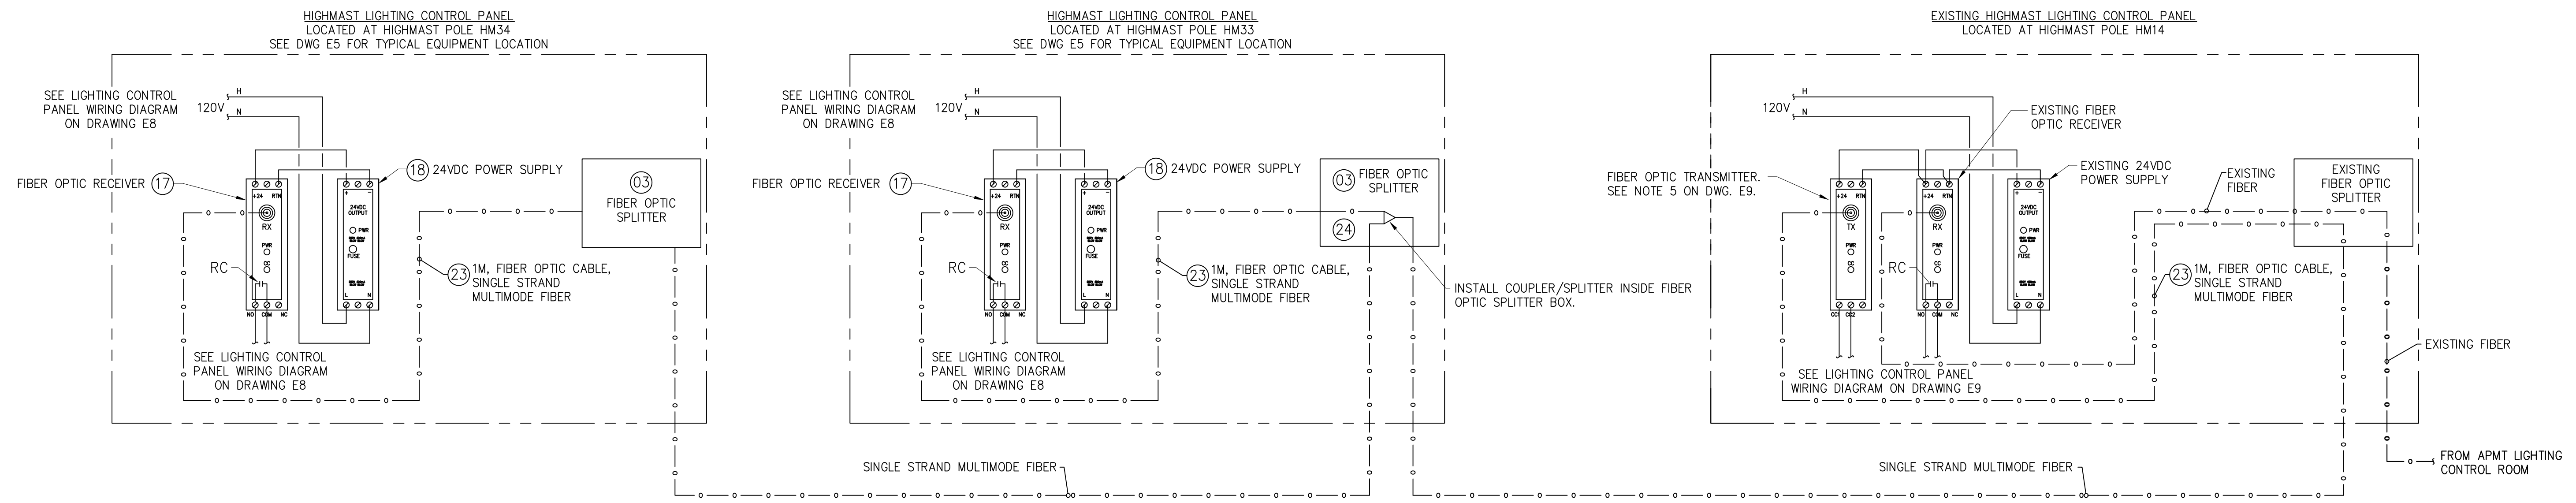 HIGHMAST LIGHTING CONTROL PANEL
LOCATED AT HIGHMAST POLE HM34
SEE DWG E5 FOR TYPICAL EQUIPMENT LOCATION
SEE LIGHTING CONTROL
PANEL WIRING DIAGRAM
ON DRAWING E8
120V
H
N
FIBER OPTIC RECEIVER 17
18 24VDC POWER SUPPLY
+24 RTN
RX
PWR
CC
RC
NO COM NC
+ −
24VDC
OUTPUT
PWR
FUSE
L N
03
FIBER OPTIC
SPLITTER
23 1M, FIBER OPTIC CABLE,
SINGLE STRAND
MULTIMODE FIBER
SEE LIGHTING CONTROL
PANEL WIRING DIAGRAM
ON DRAWING E8
SINGLE STRAND MULTIMODE FIBER
HIGHMAST LIGHTING CONTROL PANEL
LOCATED AT HIGHMAST POLE HM33
SEE DWG E5 FOR TYPICAL EQUIPMENT LOCATION
SEE LIGHTING CONTROL
PANEL WIRING DIAGRAM
ON DRAWING E8
120V
H
N
FIBER OPTIC RECEIVER 17
18 24VDC POWER SUPPLY
+24 RTN
RX
PWR
CC
RC
NO COM NC
+ −
24VDC
OUTPUT
PWR
FUSE
L N
03 FIBER OPTIC
SPLITTER
24
23 1M, FIBER OPTIC CABLE,
SINGLE STRAND
MULTIMODE FIBER
INSTALL COUPLER/SPLITTER INSIDE FIBER
OPTIC SPLITTER BOX.
SEE LIGHTING CONTROL
PANEL WIRING DIAGRAM
ON DRAWING E8
EXISTING HIGHMAST LIGHTING CONTROL PANEL
LOCATED AT HIGHMAST POLE HM14
120V
H
N
EXISTING FIBER
OPTIC RECEIVER
FIBER OPTIC TRANSMITTER.
SEE NOTE 5 ON DWG. E9.
EXISTING 24VDC
POWER SUPPLY
EXISTING
FIBER
EXISTING
FIBER OPTIC
SPLITTER
+24 RTN
TX
PWR
CC
CC1 CC2
+24 RTN
RX
PWR
CC
RC
NO COM NC
+ −
24VDC
OUTPUT
PWR
FUSE
L N
23 1M, FIBER OPTIC CABLE,
SINGLE STRAND
MULTIMODE FIBER
SEE LIGHTING CONTROL PANEL
WIRING DIAGRAM ON DRAWING E9
EXISTING FIBER
SINGLE STRAND MULTIMODE FIBER
FROM APMT LIGHTING
CONTROL ROOM